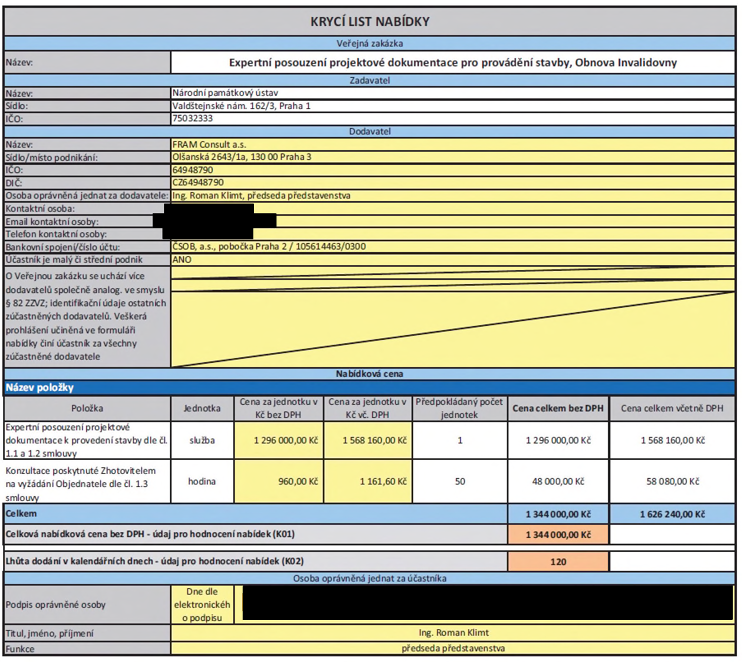 KRYCÍ LIST NABÍDKY
Veřejná zakázka
Název: Expertní posouzení projektové dokumentace pro provádění stavby, Obnova Invalidovny
Zadavatel
Název: Národní památkový ústav
Sídlo: Valdštejnské nám. 162/3, Praha 1
IČO: 75032333
Dodavatel
Název: FRAM Consult a.s.
Sídlo/místo podnikání: Olšanská 2643/1a, 130 00 Praha 3
IČO: 64948790
DIČ: CZ64948790
Osoba oprávněná jednat za dodavatele: Ing. Roman Klimt, předseda představenstva
Kontaktní osoba:
Email kontaktní osoby:
Telefon kontaktní osoby:
Bankovní spojení/číslo účtu: ČSOB, a.s., pobočka Praha 2 / 105614463/0300
Účastník je malý či střední podnik ANO
O Veřejnou zakázku se uchází více
dodavatelů společně analog. ve smyslu
§ 82 ZZVZ; identifikační údaje ostatních
zúčastněných dodavatelů. Veškerá
prohlášení učiněná ve formuláři
nabídky činí účastník za všechny
zúčastněné dodavatele
Nabídková cena
Název položky
Položka Jednotka Cena za jednotku v Kč bez DPH Cena za jednotku v Kč vč. DPH Předpokládaný počet jednotek Cena celkem bez DPH Cena celkem včetně DPH
Expertní posouzení projektové
dokumentace k provedení stavby dle čl. služba 1 296 000,00 Kč 1 568 160,00 Kč 1 1 296 000,00 Kč 1 568 160,00 Kč
1.1 a 1.2 smlouvy
Konzultace poskytnuté Zhotovitelem
na vyžádání Objednatele dle čl. 1.3 hodina 960,00 Kč 1 161,60 Kč 50 48 000,00 Kč 58 080,00 Kč
smlouvy
Celkem 1 344 000,00 Kč 1 626 240,00 Kč
Celková nabídková cena bez DPH - údaj pro hodnocení nabídek (K01) 1 344 000,00 Kč
Lhůta dodání v kalendářních dnech - údaj pro hodnocení nabídek (K02) 120
Osoba oprávněná jednat za účastníka
Podpis oprávněné osoby Dne dle
elektronickéh
o podpisu
Titul, jméno, příjmení Ing. Roman Klimt
Funkce předseda představenstva